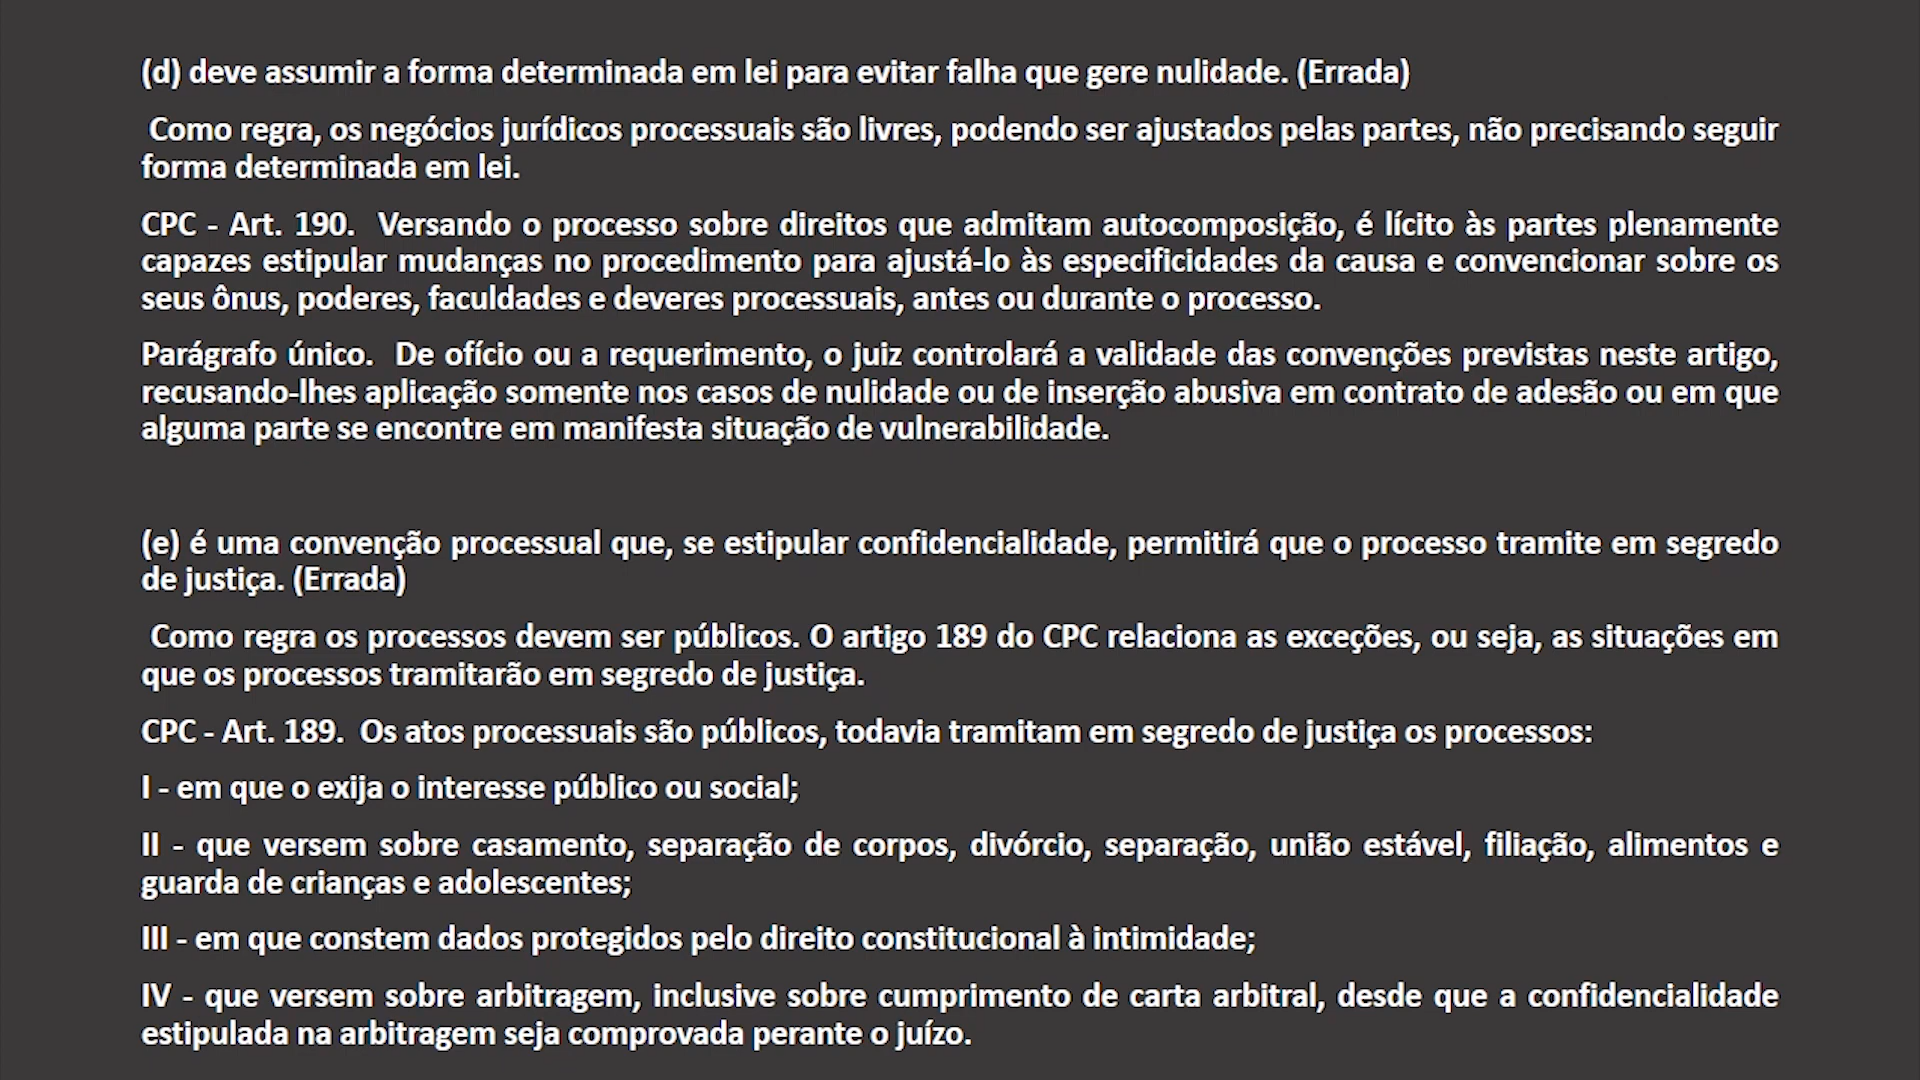 (d) deve assumir a forma determinada em lei para evitar falha que gere nulidade. (Errada)
Como regra, os negócios jurídicos processuais são livres, podendo ser ajustados pelas partes, não precisando seguir
forma determinada em lei.
CPC - Art. 190. Versando o processo sobre direitos que admitam autocomposição, é lícito às partes plenamente
capazes estipular mudanças no procedimento para ajustá-lo às especificidades da causa e convencionar sobre os
seus ônus, poderes, faculdades e deveres processuais, antes ou durante o processo.
Parágrafo único. De ofício ou a requerimento, o juiz controlará a validade das convenções previstas neste artigo,
recusando-lhes aplicação somente nos casos de nulidade ou de inserção abusiva em contrato de adesão ou em que
alguma parte se encontre em manifesta situação de vulnerabilidade.
(e) é uma convenção processual que, se estipular confidencialidade, permitirá que o processo tramite em segredo
de justiça. (Errada)
Como regra os processos devem ser públicos. O artigo 189 do CPC relaciona as exceções, ou seja, as situações em
que os processos tramitarão em segredo de justiça.
CPC - Art. 189. Os atos processuais são públicos, todavia tramitam em segredo de justiça os processos:
I - em que o exija o interesse público ou social;
II - que versem sobre casamento, separação de corpos, divórcio, separação, união estável, filiação, alimentos e
guarda de crianças e adolescentes;
III - em que constem dados protegidos pelo direito constitucional à intimidade;
IV - que versem sobre arbitragem, inclusive sobre cumprimento de carta arbitral, desde que a confidencialidade
estipulada na arbitragem seja comprovada perante o juízo.